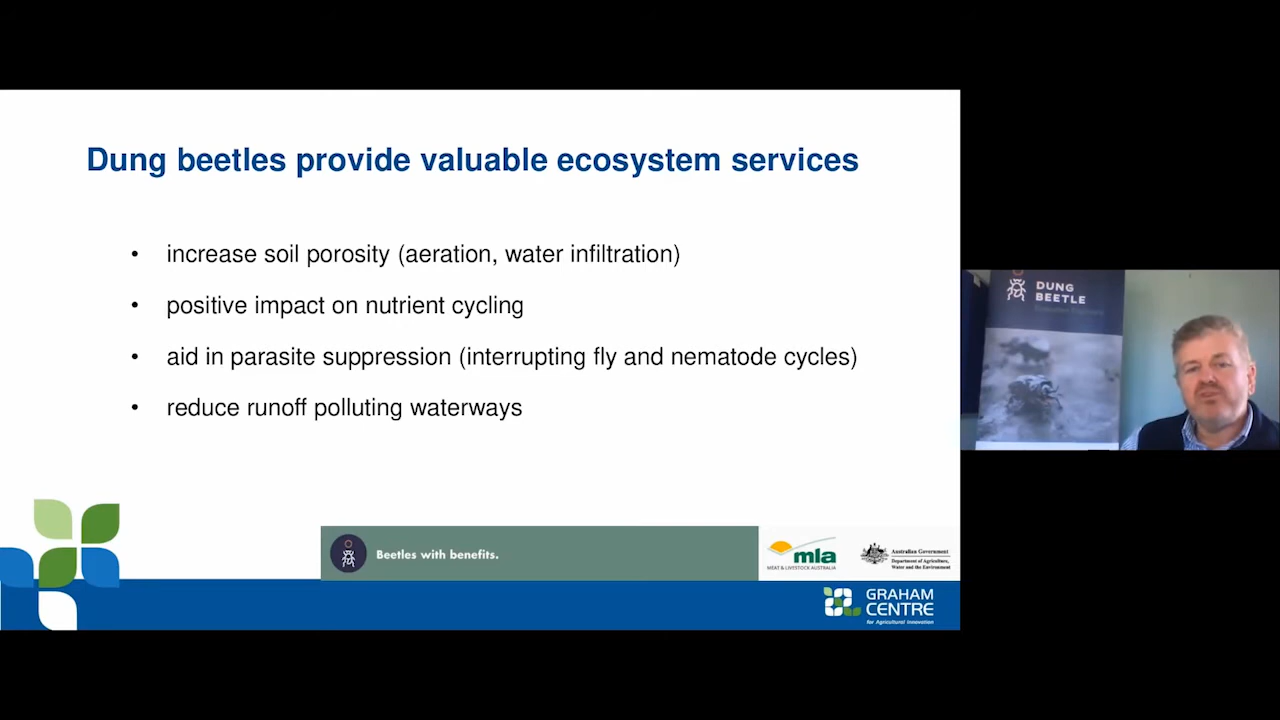 Dung beetles provide valuable ecosystem services
• increase soil porosity (aeration, water infiltration)
• positive impact on nutrient cycling
• aid in parasite suppression (interrupting fly and nematode cycles)
• reduce runoff polluting waterways
DUNG
BEETLE
Beetles with benefits.
mla
MEAT & LIVESTOCK AUSTRALIA
Australian Government
Department of Agriculture,
Water and the Environment
GRAHAM
CENTRE
for Agricultural Innovation